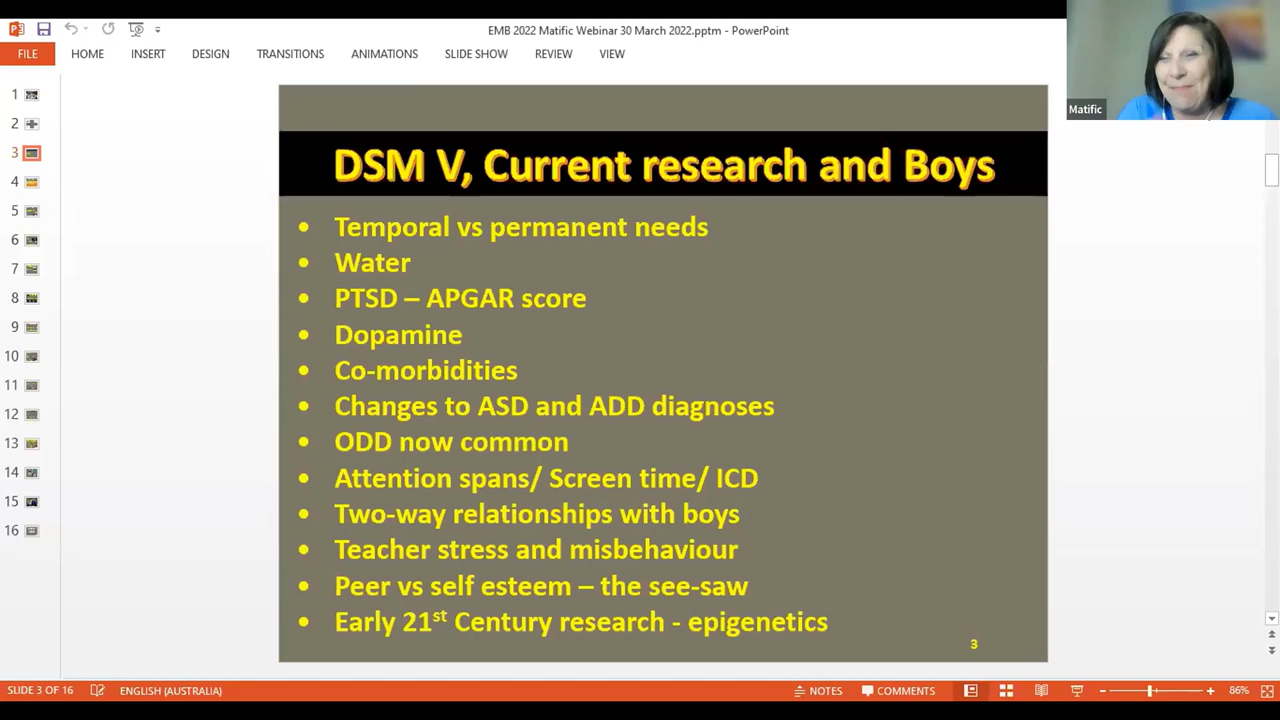 EMB 2022 Matific Webinar 30 March 2022.pptm - PowerPoint
FILE HOME INSERT DESIGN TRANSITIONS ANIMATIONS SLIDE SHOW REVIEW VIEW
Matific
1
2
3
4
5
6
7
8
9
10
11
12
13
14
15
16
DSM V, Current research and Boys
• Temporal vs permanent needs
• Water
• PTSD – APGAR score
• Dopamine
• Co-morbidities
• Changes to ASD and ADD diagnoses
• ODD now common
• Attention spans/ Screen time/ ICD
• Two-way relationships with boys
• Teacher stress and misbehaviour
• Peer vs self esteem – the see-saw
• Early 21st Century research - epigenetics
3
SLIDE 3 OF 16 ENGLISH (AUSTRALIA) NOTES COMMENTS 86%